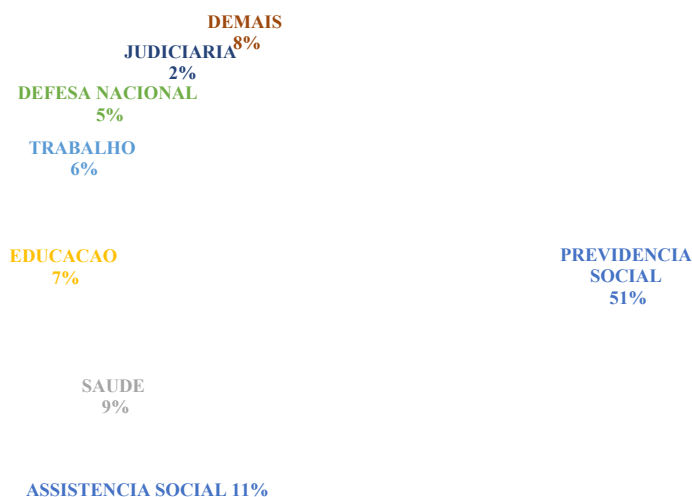 DEMAIS
8%
JUDICIARIA
2%
DEFESA NACIONAL
5%
TRABALHO
6%
EDUCACAO
7%
PREVIDENCIA
SOCIAL
51%
SAUDE
9%
ASSISTENCIA SOCIAL 11%